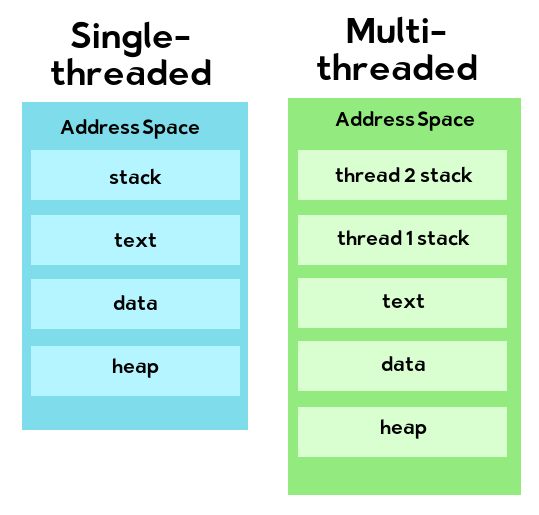 Single-
threaded
Address Space
stack
text
data
heap
Multi-
threaded
Address Space
thread 2 stack
thread 1 stack
text
data
heap